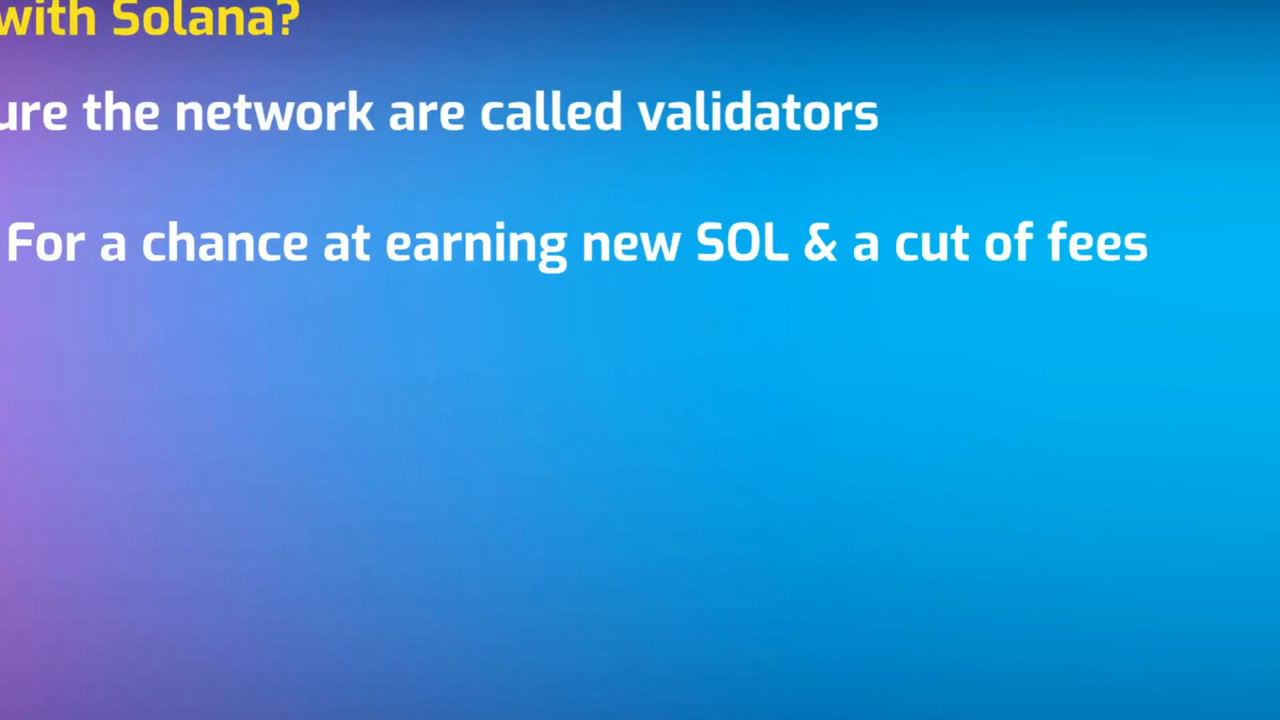 with Solana?
ure the network are called validators
For a chance at earning new SOL & a cut of fees